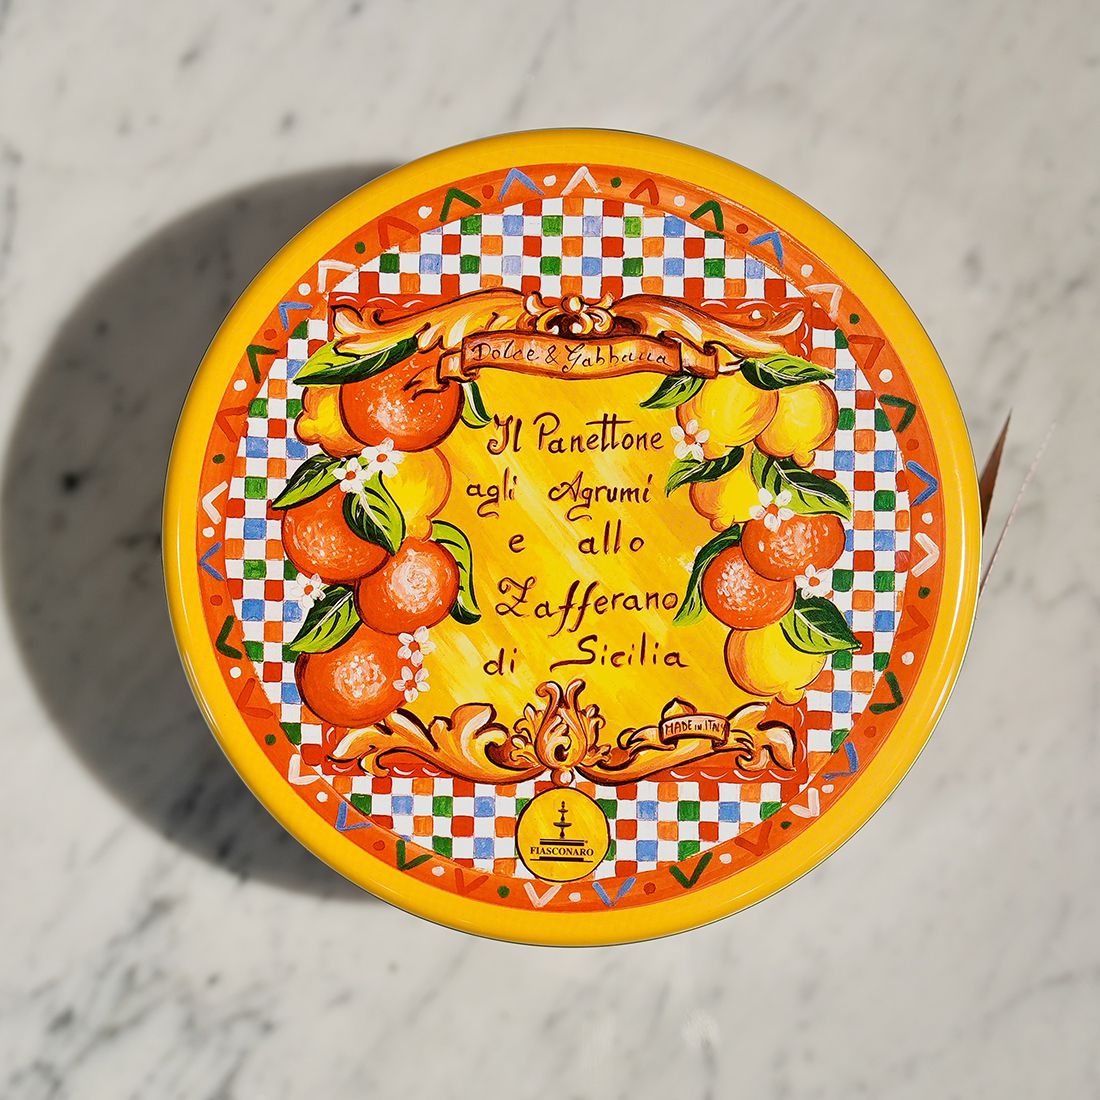 Dolce & Gabbana
Il Panettone
agli Agrumi
e allo
Zafferano
di Sicilia
MADE IN ITALY
FIASCONARO